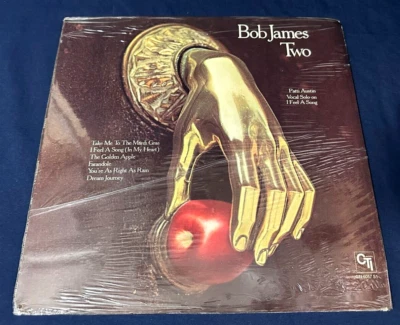 Bob James
Two
Patti Austin
Vocal Solo on
I Feel A Song
Take Me To The Mardi Gras
I Feel A Song (In My Heart)
The Golden Apple
Farandole
You're As Right As Rain
Dream Journey
CTi